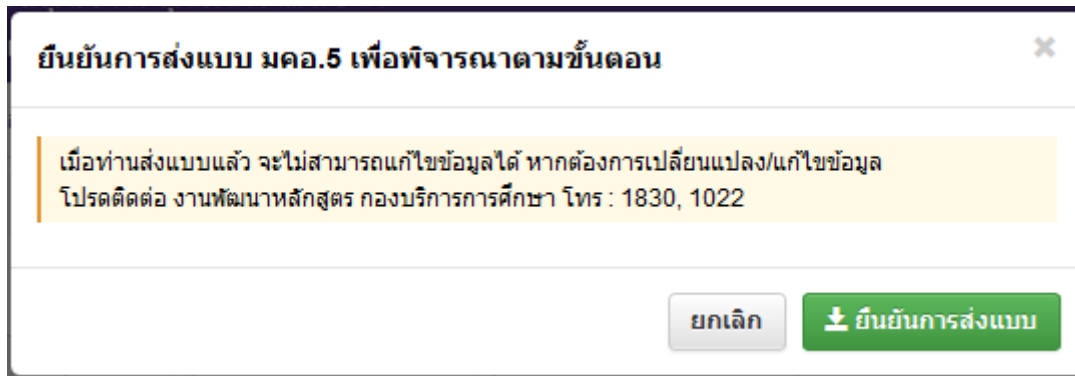 ยืนยันการส่งแบบ มคอ.5 เพื่อพิจารณาตามขั้นตอน
เมื่อท่านส่งแบบแล้ว จะไม่สามารถแก้ไขข้อมูลได้ หากต้องการเปลี่ยนแปลง/แก้ไขข้อมูล
โปรดติดต่อ งานพัฒนาหลักสูตร กองบริการการศึกษา โทร : 1830, 1022
ยกเลิก
ยืนยันการส่งแบบ